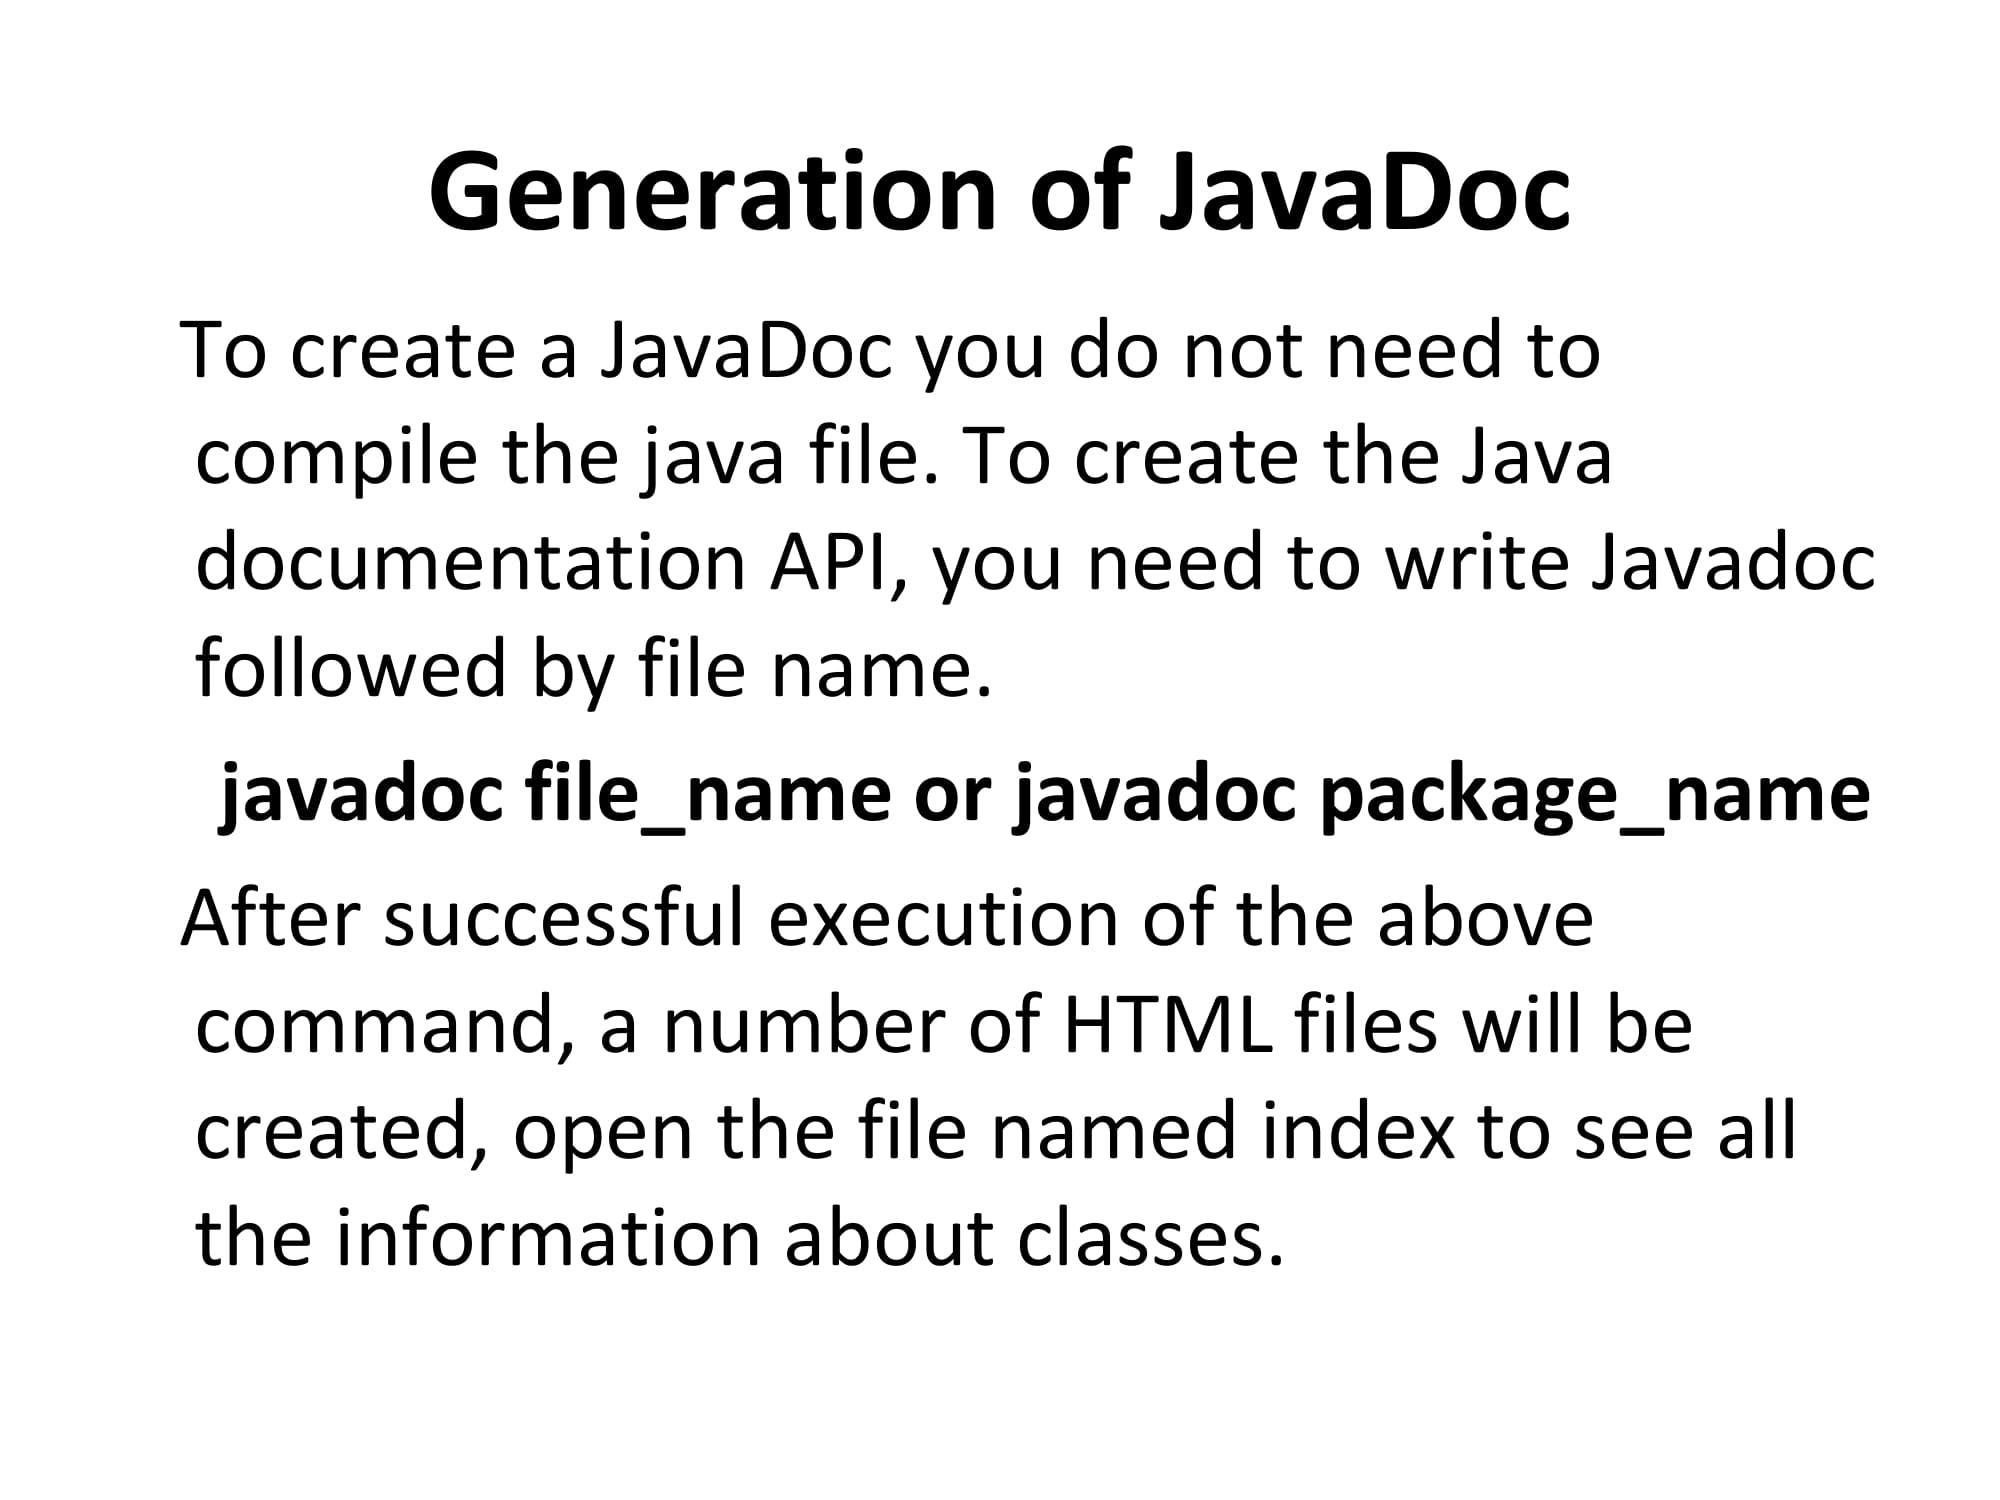 Generation of JavaDoc
To create a JavaDoc you do not need to
compile the java file. To create the Java
documentation API, you need to write Javadoc
followed by file name.
javadoc file_name or javadoc package_name
After successful execution of the above
command, a number of HTML files will be
created, open the file named index to see all
the information about classes.